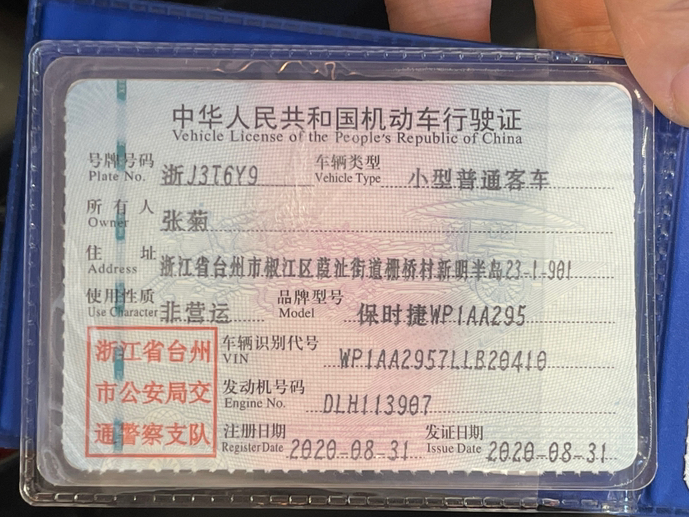 中华人民共和国机动车行驶证
Vehicle License of the People's Republic of China
号牌号码 浙J3T6Y9 车辆类型 小型普通客车
Plate No. Vehicle Type
所有人 张菊
Owner
住址 浙江省台州市椒江区葭沚街道栅桥村新明半岛23-1-901
Address
使用性质 非营运 品牌型号 保时捷WP1AA295
Use Character Model
浙江省台州
市公安局交
通警察支队
车辆识别代号 WP1AA2957LLB20410
VIN
发动机号码 DLH113907
Engine No.
注册日期 2020-08-31 发证日期 2020-08-31
Register Date Issue Date